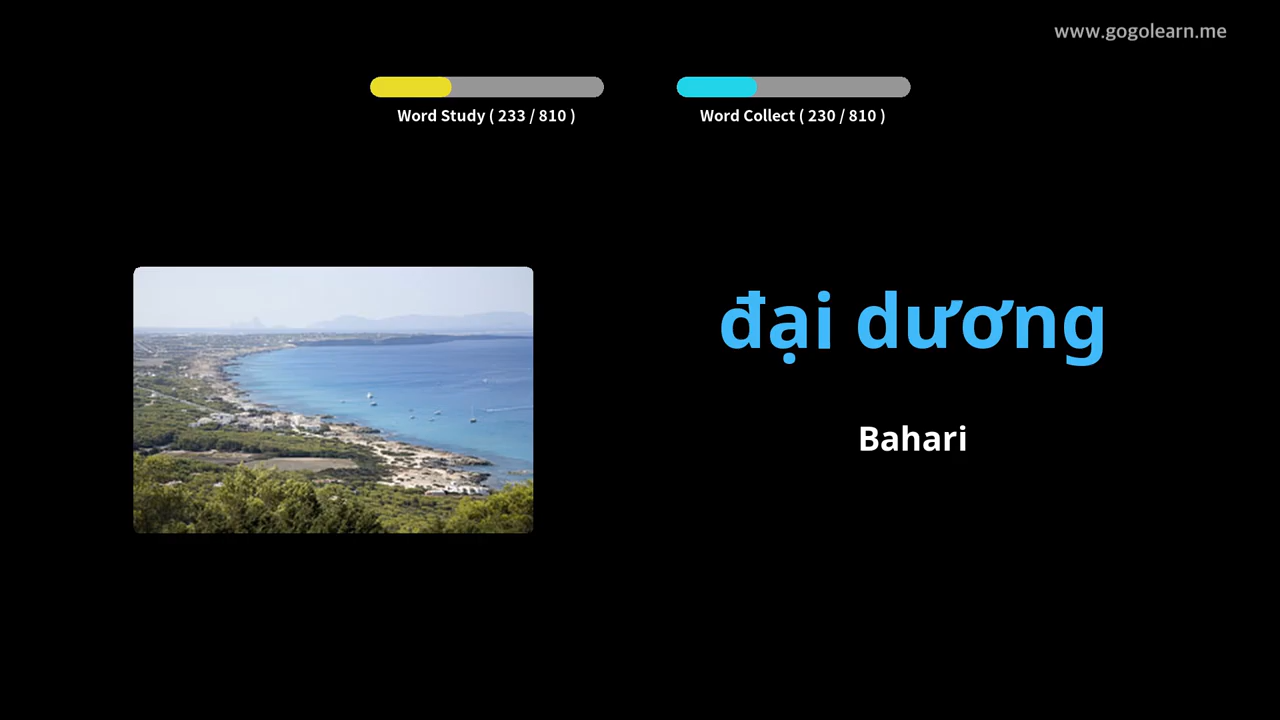 www.gogolearn.me
Word Study ( 233 / 810 )
Word Collect ( 230 / 810 )
đại dương
Bahari